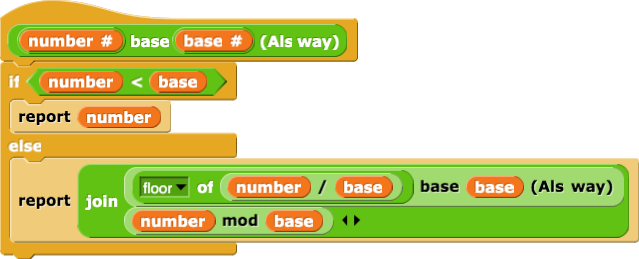 number # base base # (Als way)
if number < base
report number
else
report join floor of number / base base base (Als way)
number mod base